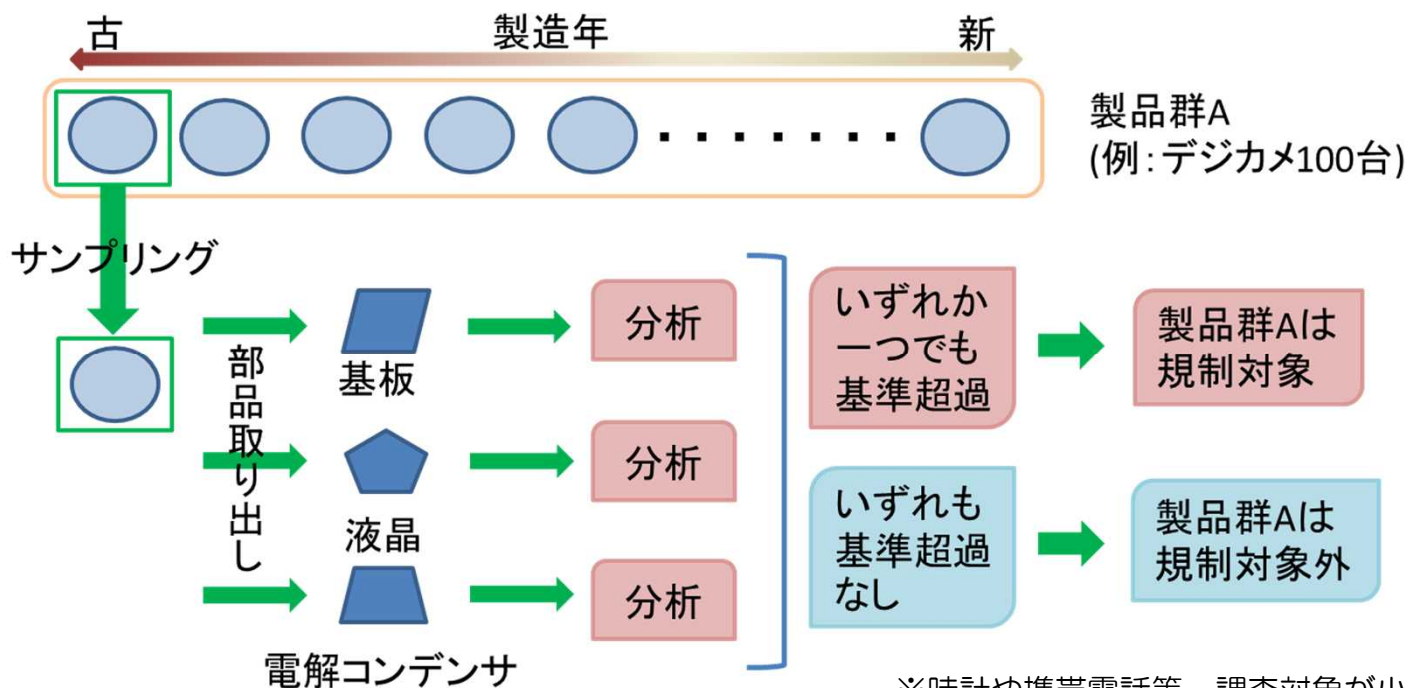 古
製造年
新
製品群A
(例：デジカメ100台)
サンプリング
部品取り出し
基板
液晶
電解コンデンサ
分析
分析
分析
いずれか
一つでも
基準超過
製品群Aは
規制対象
いずれも
基準超過
なし
製品群Aは
規制対象外